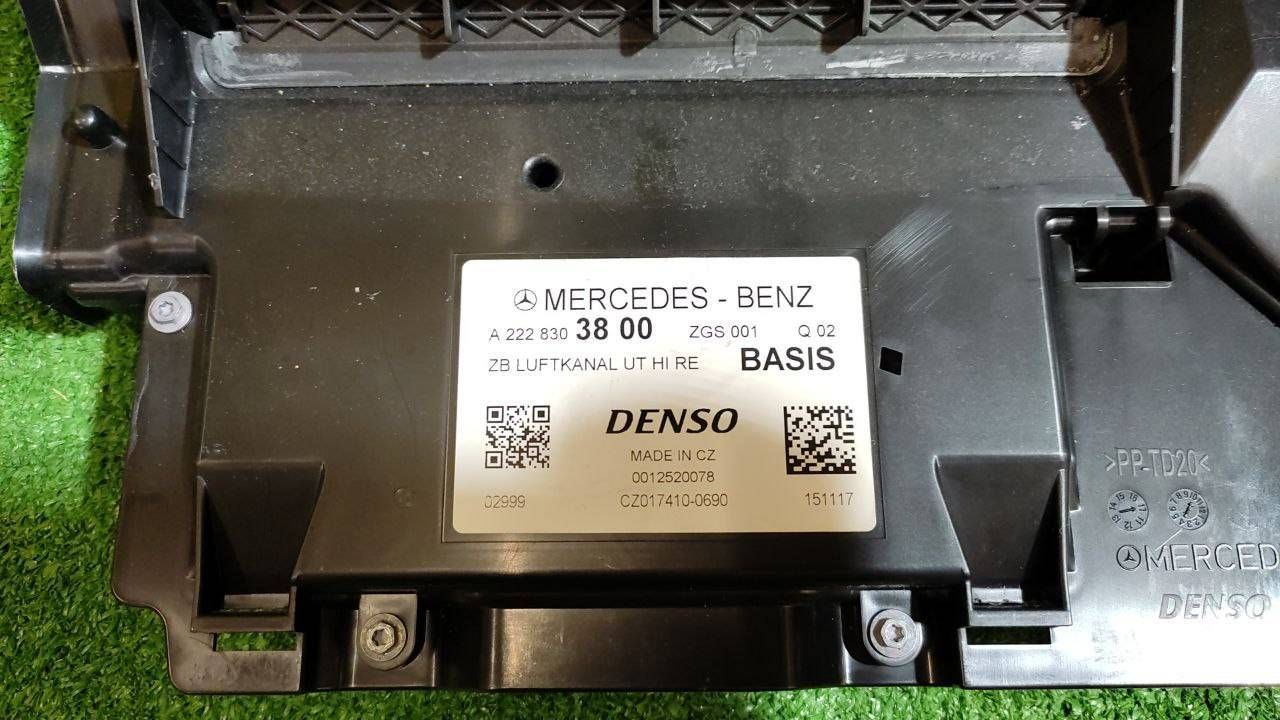 MERCEDES - BENZ
A 222 830 38 00 ZGS 001 Q 02
ZB LUFTKANAL UT HI RE BASIS
DENSO
MADE IN CZ
0012520078
02999 CZ017410-0690 151117
>PP-TD20<
MERCED
DENSO